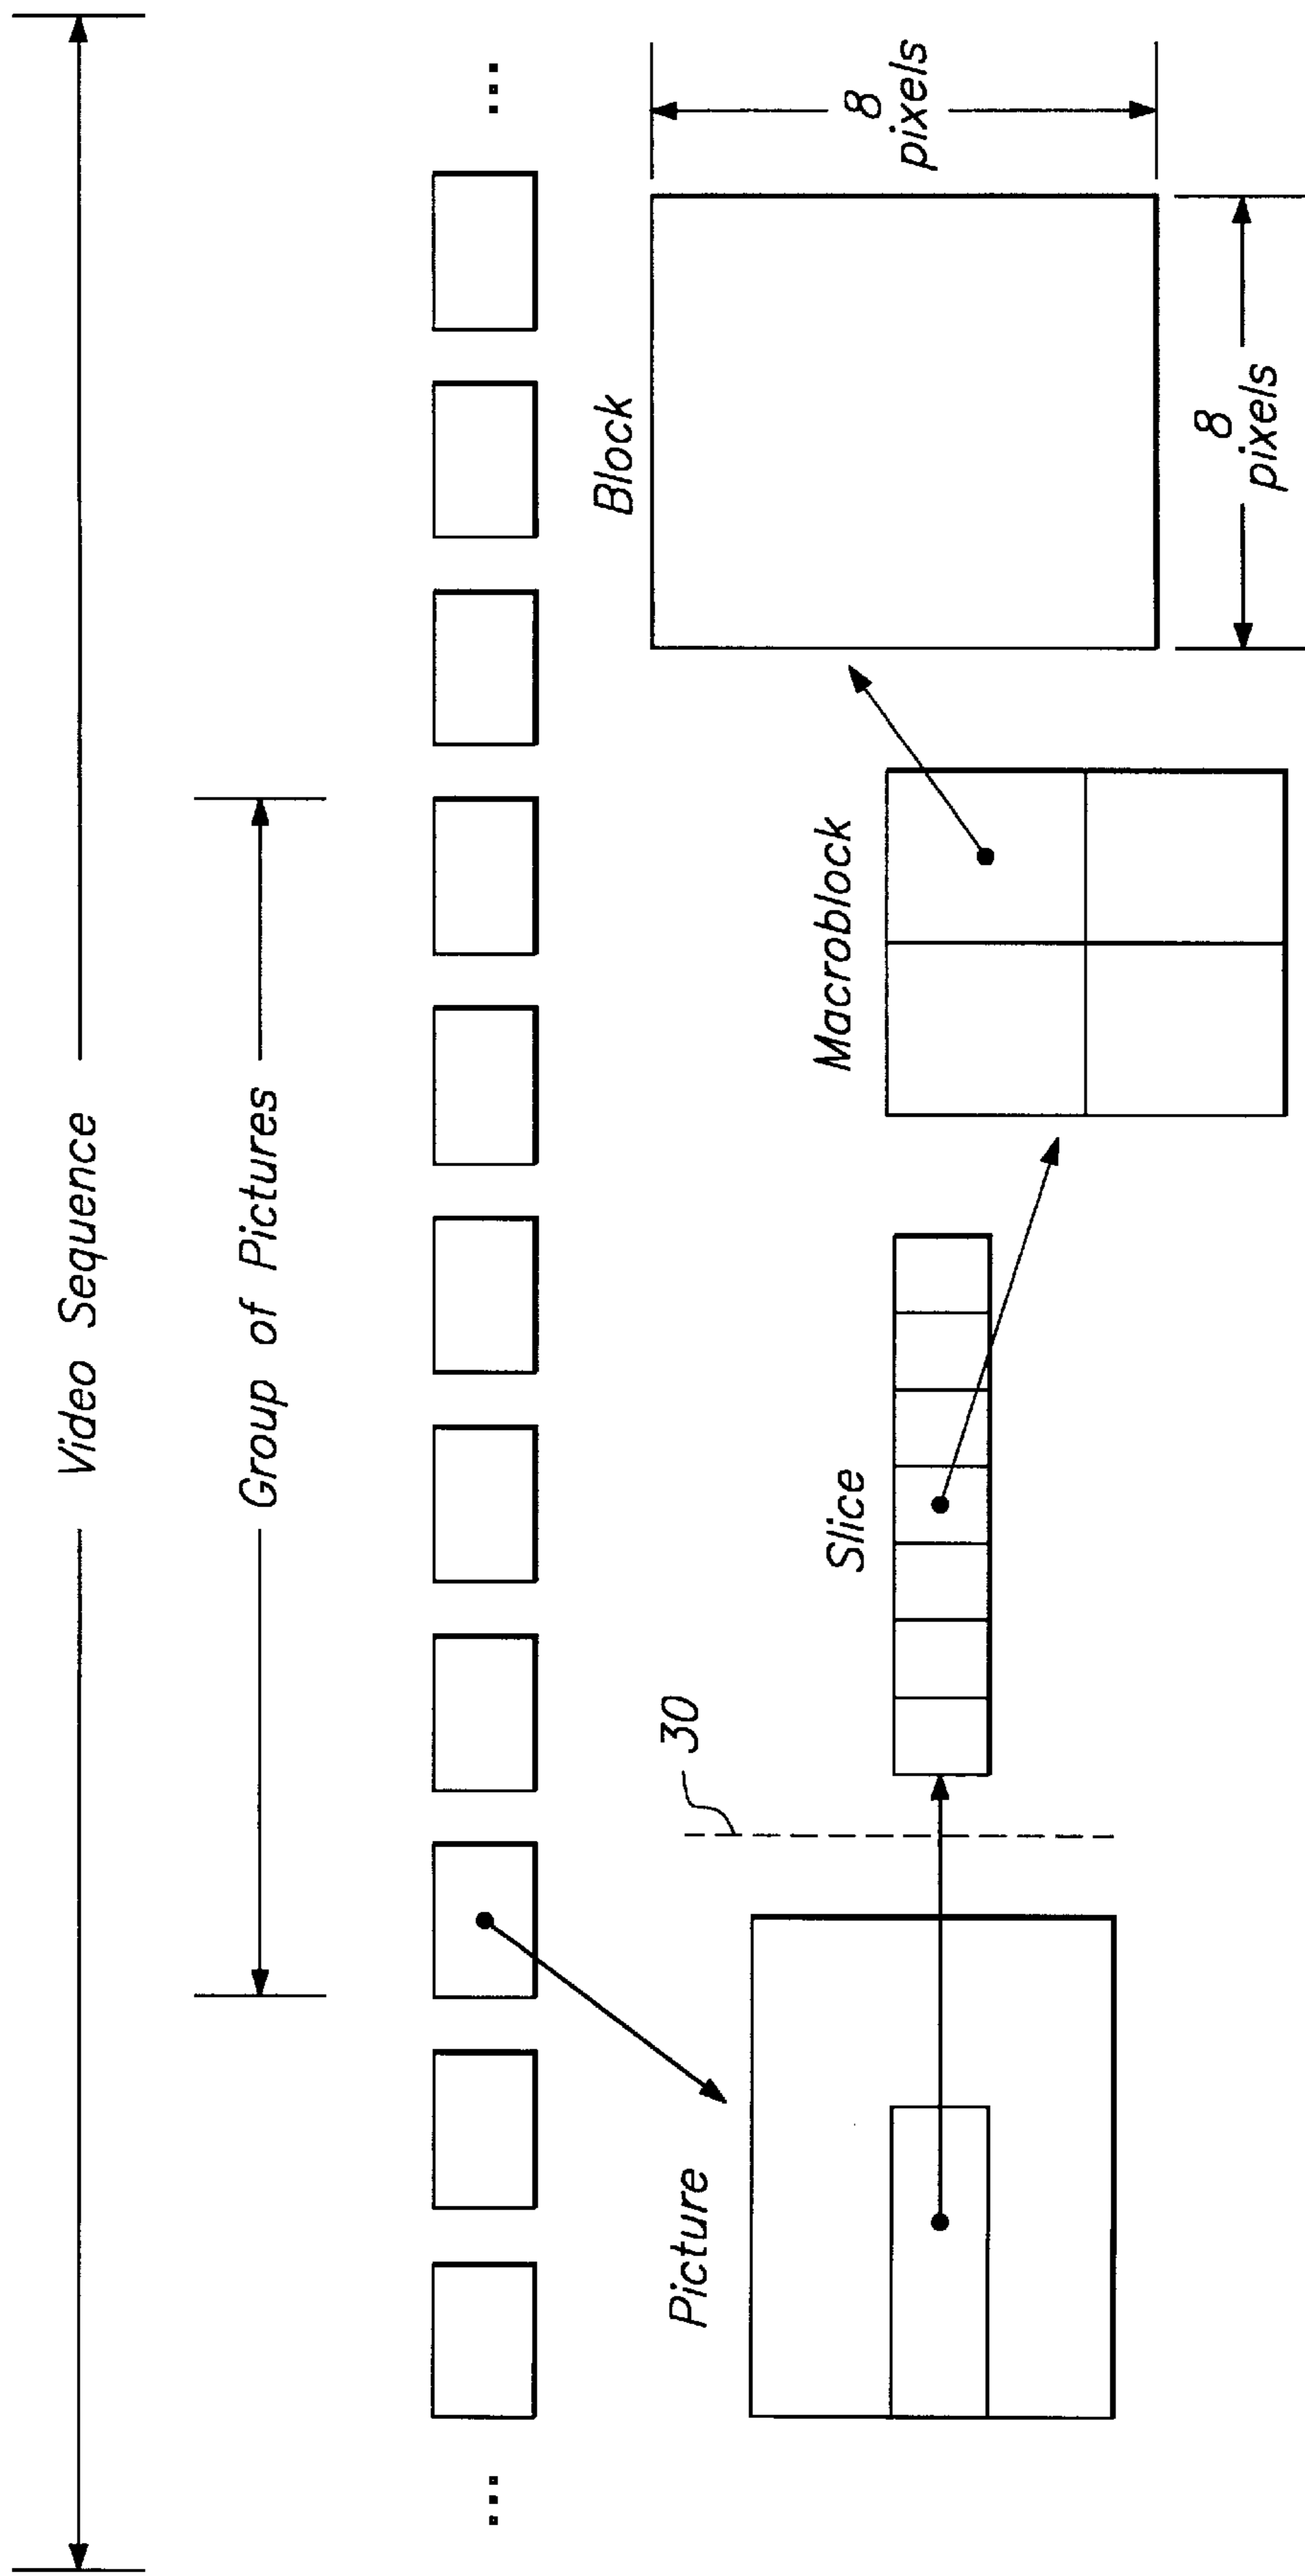 Video Sequence
Group of Pictures
...
...
Picture
30
Slice
Macroblock
Block
8
pixels
8
pixels